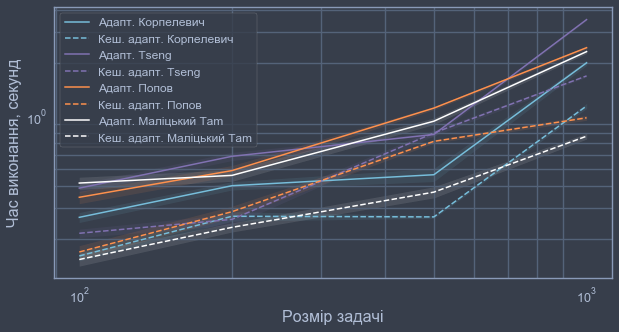 Адапт. Корпелевич
Кеш. адапт. Корпелевич
Адапт. Tseng
Кеш. адапт. Tseng
Адапт. Попов
Кеш. адапт. Попов
Адапт. Маліцький Tam
Кеш. адапт. Маліцький Tam
Час виконання, секунд
10⁰
10²
10³
Розмір задачі